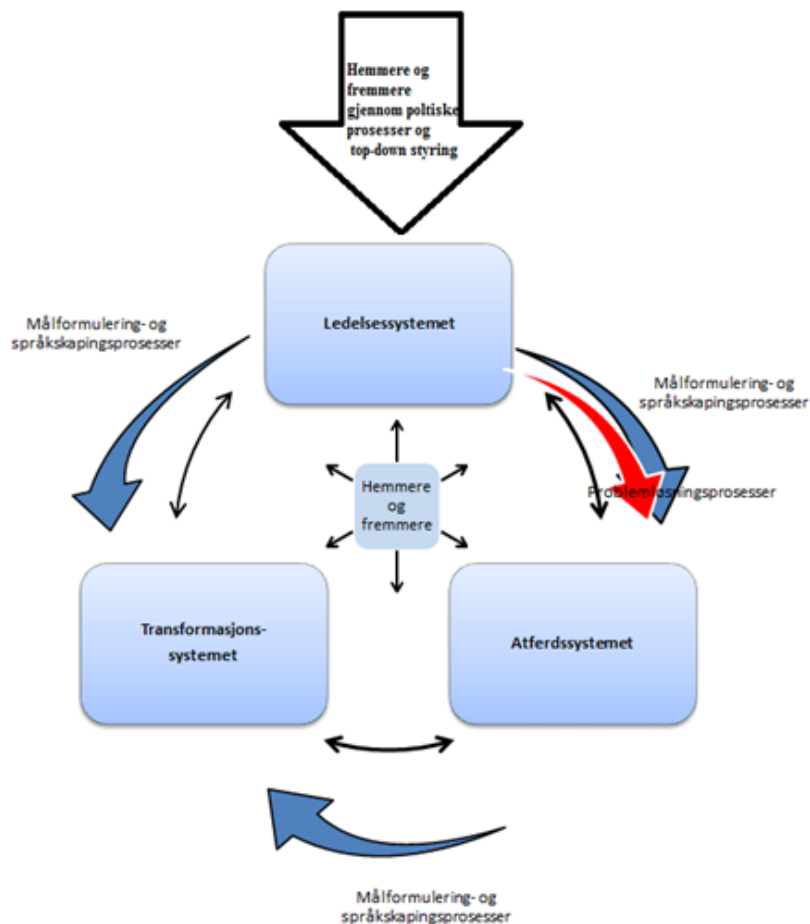 Hemmere og
fremmere
gjennom poltiske
prosesser og
top-down styring
Ledelsessystemet
Målformulering- og
språkskapingsprosesser
Målformulering- og
språkskapingsprosesser
Problemløsningsprosesser
Hemmere
og
fremmere
Transformasjons-
systemet
Atferdssystemet
Målformulering- og
språkskapingsprosesser